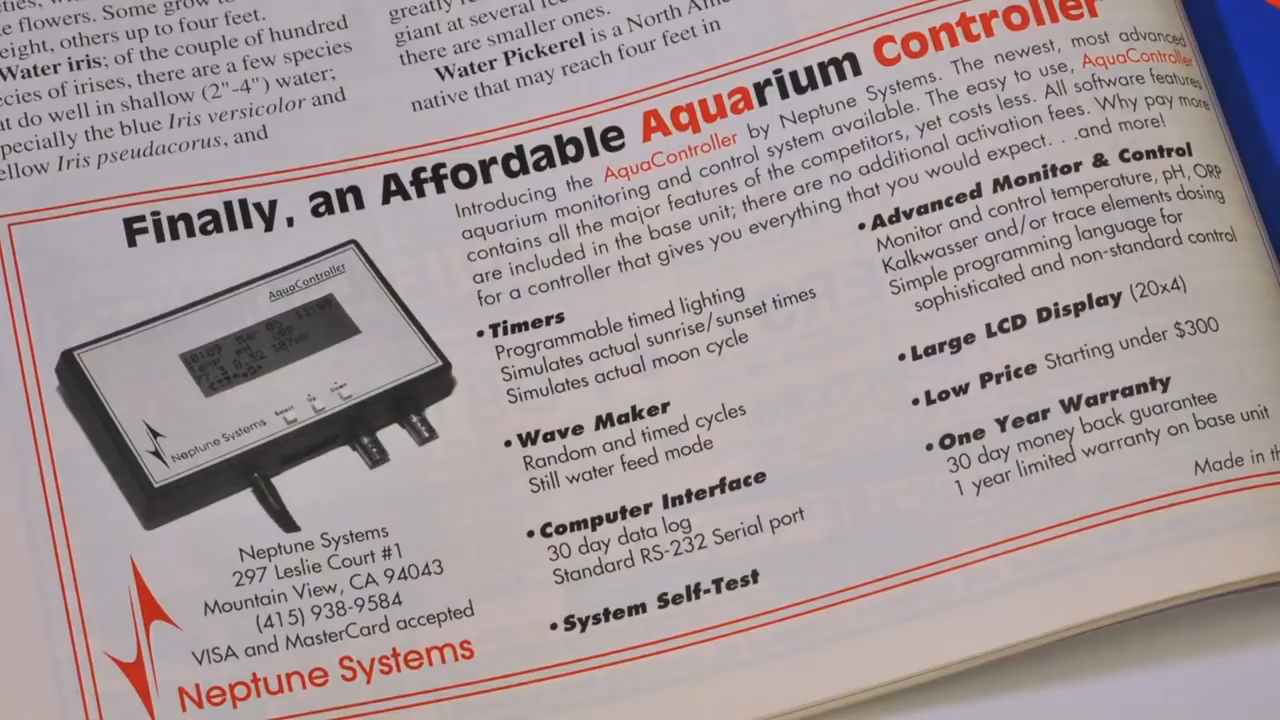 e flowers. Some grow
eight, others up to four feet.
Water iris; of the couple of hundred
ecies of irises, there are a few species
at do well in shallow (2"-4") water;
pecially the blue Iris versicolor and
ellow Iris pseudacorus, and
greatly
giant at several
there are smaller ones.
Water Pickerel is a North
native that may reach four feet in
Finally, an Affordable Aquarium Controller
Introducing the AquaController by Neptune Systems. The newest, most advanced
aquarium monitoring and control system available. The easy to use, AquaController
contains all the major features of the competitors, yet costs less. All software features
are included in the base unit; there are no additional activation fees. Why pay more
for a controller that gives you everything that you would expect. . .and more!
AquaController
Neptune Systems
Select
Up
Down
Neptune Systems
297 Leslie Court #1
Mountain View, CA 94043
(415) 938-9584
VISA and MasterCard accepted
Neptune Systems
• Timers
Programmable timed lighting
Simulates actual sunrise/sunset times
Simulates actual moon cycle
• Wave Maker
Random and timed cycles
Still water feed mode
• Computer Interface
30 day data log
Standard RS-232 Serial port
• System Self-Test
• Advanced Monitor & Control
Monitor and control temperature, pH, ORP
Kalkwasser and/or trace elements dosing
Simple programming language for
sophisticated and non-standard control
• Large LCD Display (20x4)
• Low Price Starting under $300
• One Year Warranty
30 day money back guarantee
1 year limited warranty on base unit
Made in th